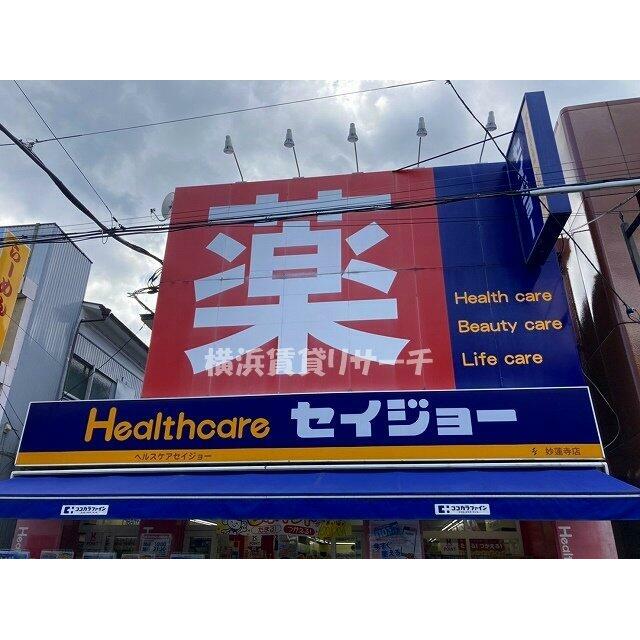 薬
Health care
Beauty care
Life care
横浜賃貸リサーチ
Healthcare セイジョー
ヘルスケアセイジョー
妙蓮寺店
ココカラファイン
ココカラファイン
Health